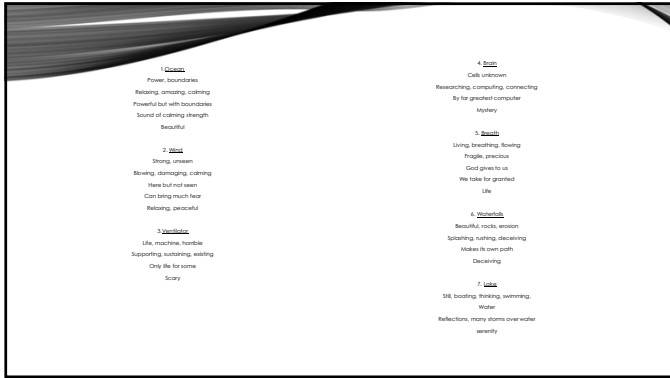 1.Ocean
Power, boundaries
Relaxing, amazing, calming
Powerful but with boundaries
Sound of calming strength
Beautiful
2. Wind
Strong, unseen
Blowing, damaging, calming
Here but not seen
Can bring much fear
Relaxing, peaceful
3.Ventilator
Life, machine, horrible
Supporting, sustaining, existing
Only life for some
Scary
4. Brain
Cells unknown
Researching, computing, connecting
By far greatest computer
Mystery
5. Breath
Living, breathing, flowing
Fragile, precious
God gives to us
We take for granted
Life
6. Waterfalls
Beautiful, rocks, erosion
Splashing, rushing, deceiving
Makes its own path
Deceiving
7. Lake
Still, boating, thinking, swimming,
Water
Reflections, many storms over water
serenity